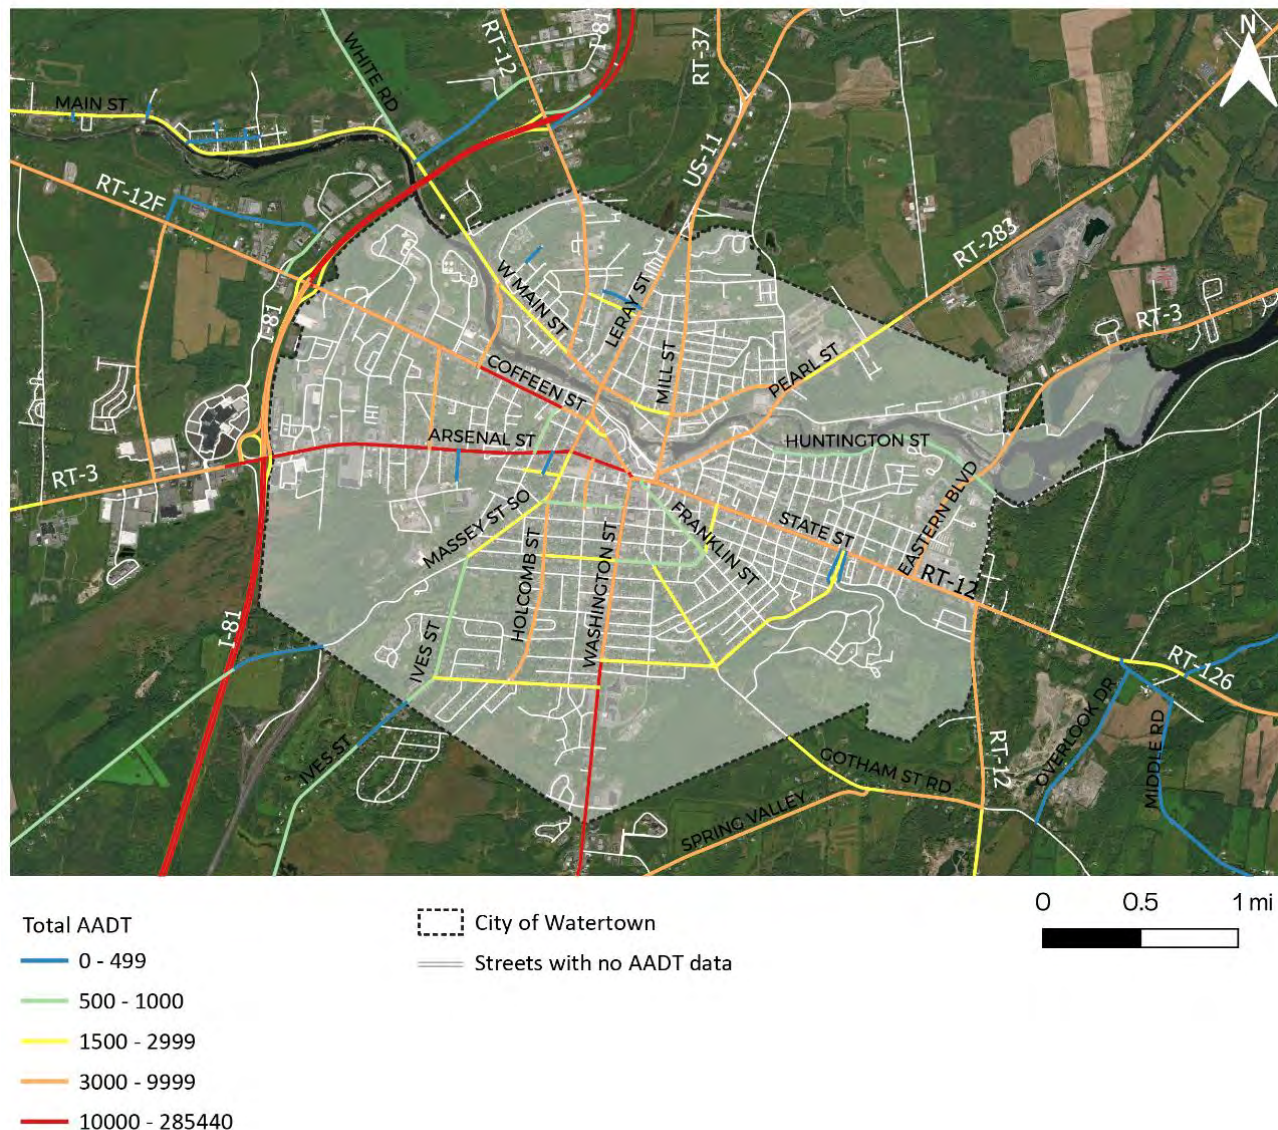 I-81
RT-12
RT-37
N
WHITE RD
MAIN ST
US-11
RT-12F
RT-283
RT-3
I-81
W MAIN ST
LERAY ST
MILL ST
PEARL ST
COFFEEN ST
ARSENAL ST
HUNTINGTON ST
RT-3
MASSEY ST SO
HOLCOMB ST
WASHINGTON ST
FRANKLIN ST
STATE ST
EASTERN BLVD
RT-12
I-81
IVES ST
RT-126
IVES ST
OVERLOOK DR
MIDDLE RD
RT-12
GOTHAM ST RD
SPRING VALLEY
0 0.5 1 mi
Total AADT
0 - 499
500 - 1000
1500 - 2999
3000 - 9999
10000 - 285440
City of Watertown
Streets with no AADT data